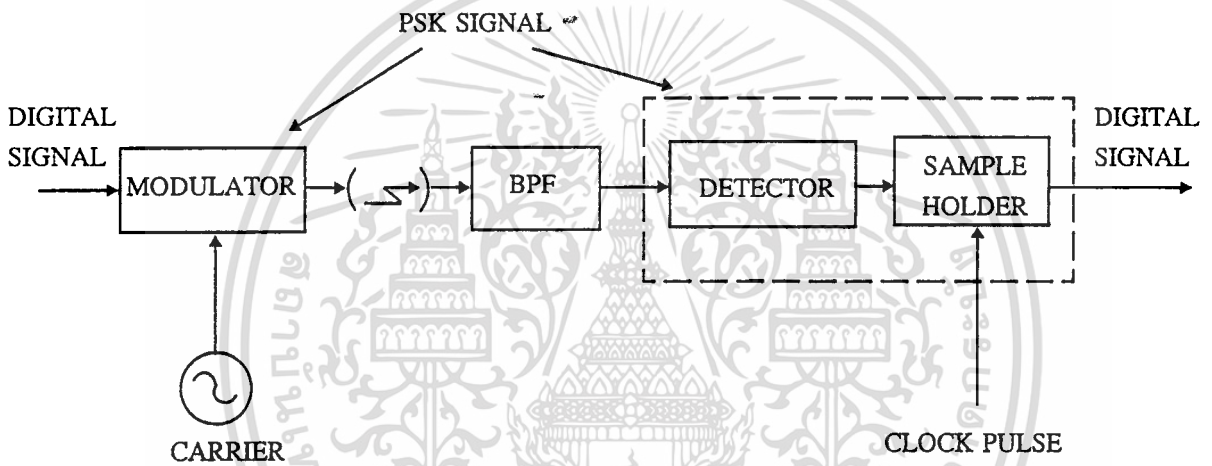 PSK SIGNAL
DIGITAL
SIGNAL
MODULATOR
BPF
DETECTOR
SAMPLE
HOLDER
DIGITAL
SIGNAL
CARRIER
CLOCK PULSE